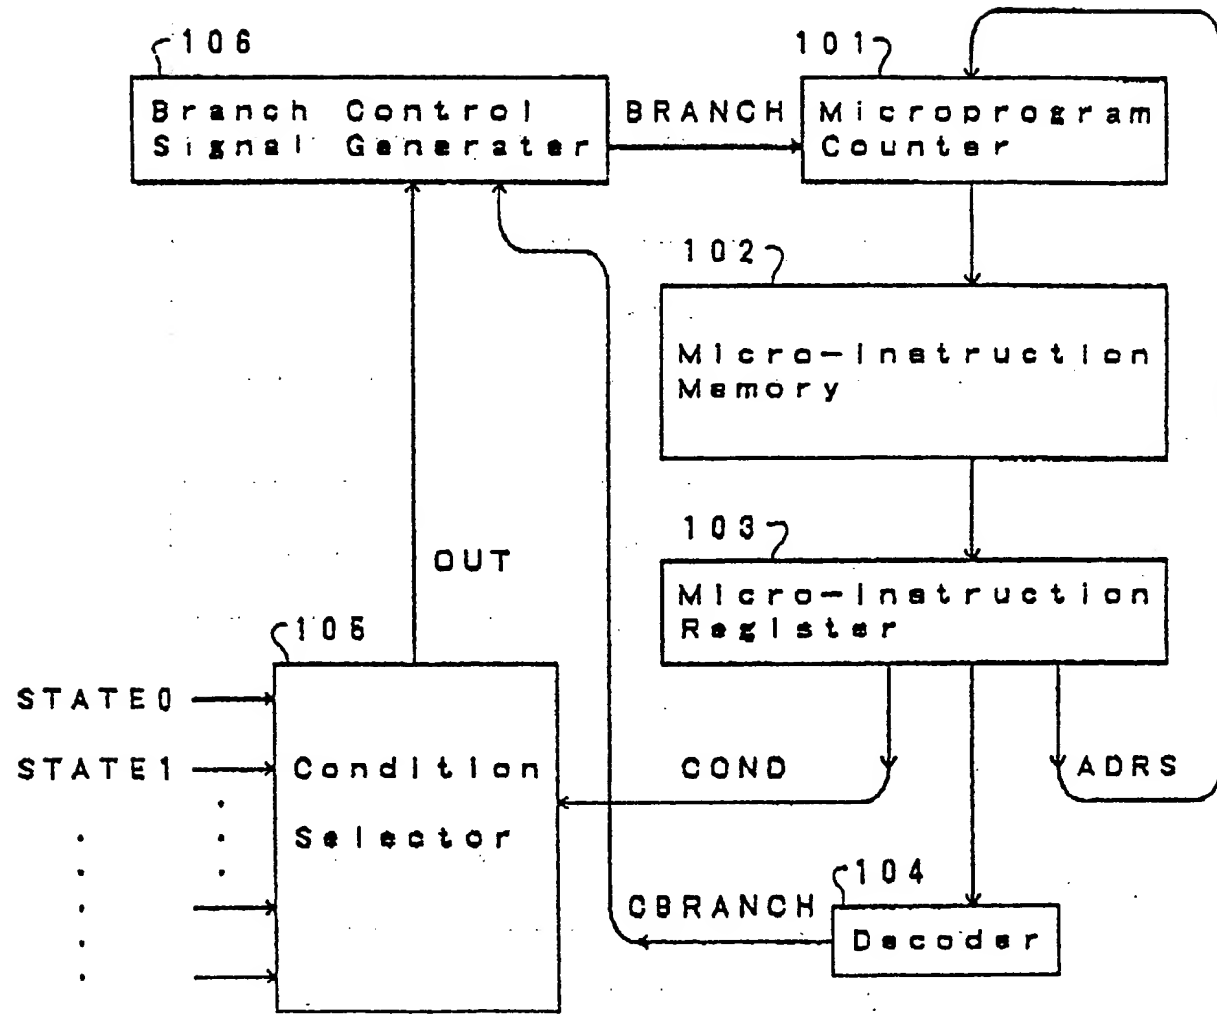 106
Branch Control
Signal Generater
BRANCH
101
Microprogram
Counter
102
Micro-Instruction
Memory
103
Micro-Instruction
Register
OUT
105
STATE0
STATE1
Condition
Selector
COND
ADRS
104
CBRANCH
Decoder